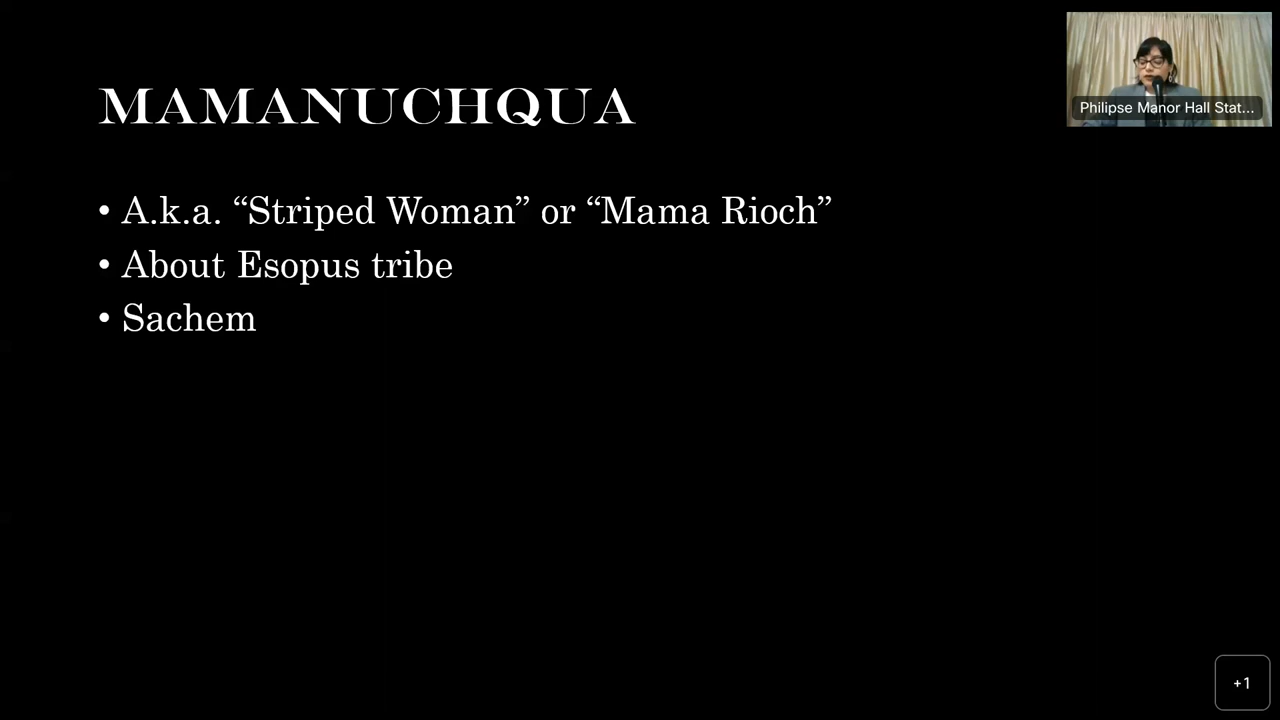 MAMANUCHQUA
• A.k.a. “Striped Woman” or “Mama Rioch”
• About Esopus tribe
• Sachem
Philipse Manor Hall Stat...
+1